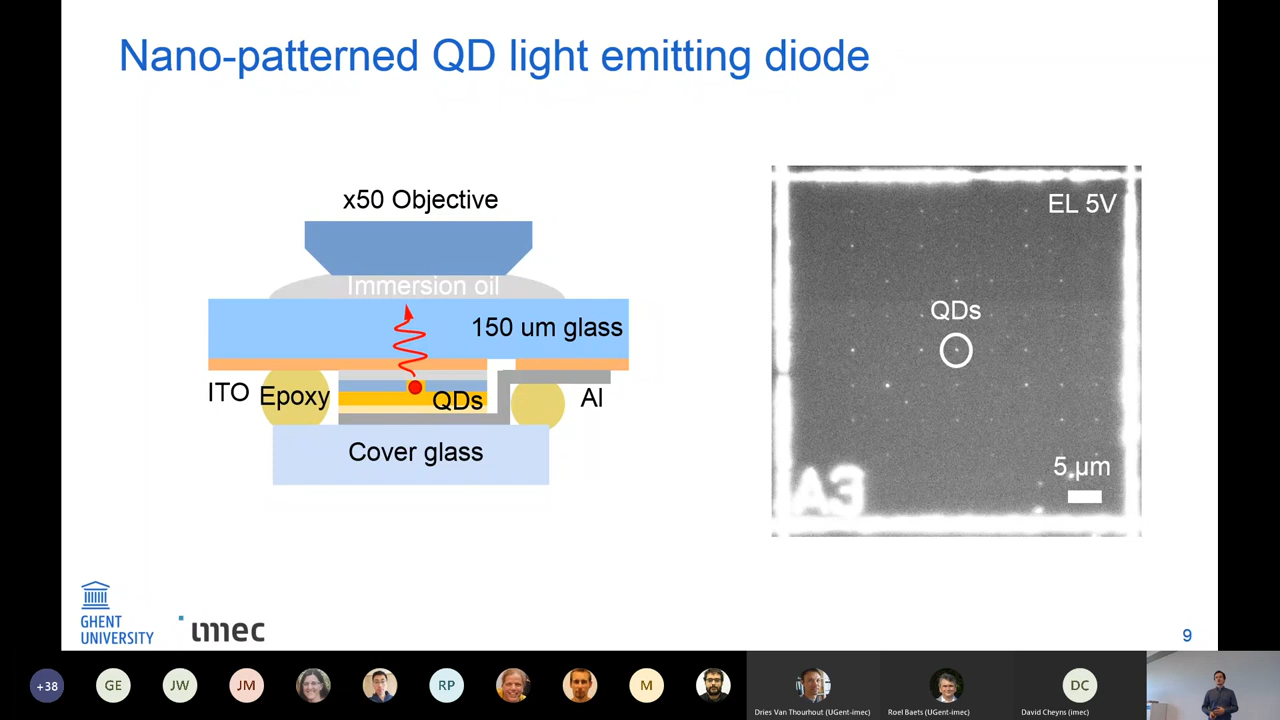 Nano-patterned QD light emitting diode
x50 Objective
Immersion oil
150 um glass
ITO
Epoxy
QDs
Al
Cover glass
EL 5V
QDs
5 µm
A3
GHENT
UNIVERSITY
imec
9
+38
GE
JW
JM
RP
M
DC
Dries Van Thourhout (UGent-imec)
Roel Baets (UGent-imec)
David Cheyns (imec)